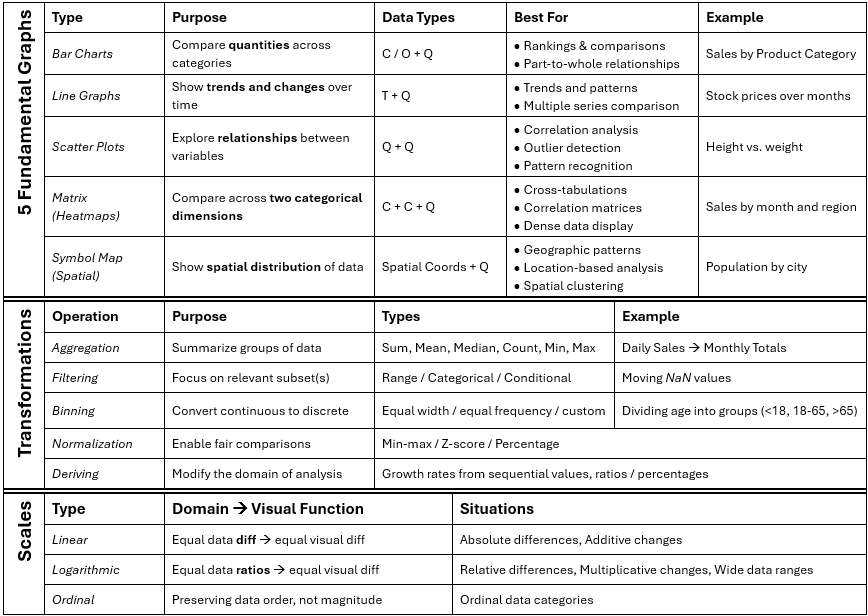 5 Fundamental Graphs
Type Purpose Data Types Best For Example
Bar Charts
Compare quantities across
categories
C / O + Q
• Rankings & comparisons
• Part-to-whole relationships
Sales by Product Category
Line Graphs
Show trends and changes over
time
T + Q
• Trends and patterns
• Multiple series comparison
Stock prices over months
Scatter Plots
Explore relationships between
variables
Q + Q
• Correlation analysis
• Outlier detection
• Pattern recognition
Height vs. weight
Matrix
(Heatmaps)
Compare across two categorical
dimensions
C + C + Q
• Cross-tabulations
• Correlation matrices
• Dense data display
Sales by month and region
Symbol Map
(Spatial)
Show spatial distribution of data
Spatial Coords + Q
• Geographic patterns
• Location-based analysis
• Spatial clustering
Population by city
Transformations
Operation Purpose Types Example
Aggregation Summarize groups of data Sum, Mean, Median, Count, Min, Max Daily Sales → Monthly Totals
Filtering Focus on relevant subset(s) Range / Categorical / Conditional Moving NaN values
Binning Convert continuous to discrete Equal width / equal frequency / custom Dividing age into groups (<18, 18-65, >65)
Normalization Enable fair comparisons Min-max / Z-score / Percentage
Deriving Modify the domain of analysis Growth rates from sequential values, ratios / percentages
Scales
Type Domain → Visual Function Situations
Linear Equal data diff → equal visual diff Absolute differences, Additive changes
Logarithmic Equal data ratios → equal visual diff Relative differences, Multiplicative changes, Wide data ranges
Ordinal Preserving data order, not magnitude Ordinal data categories